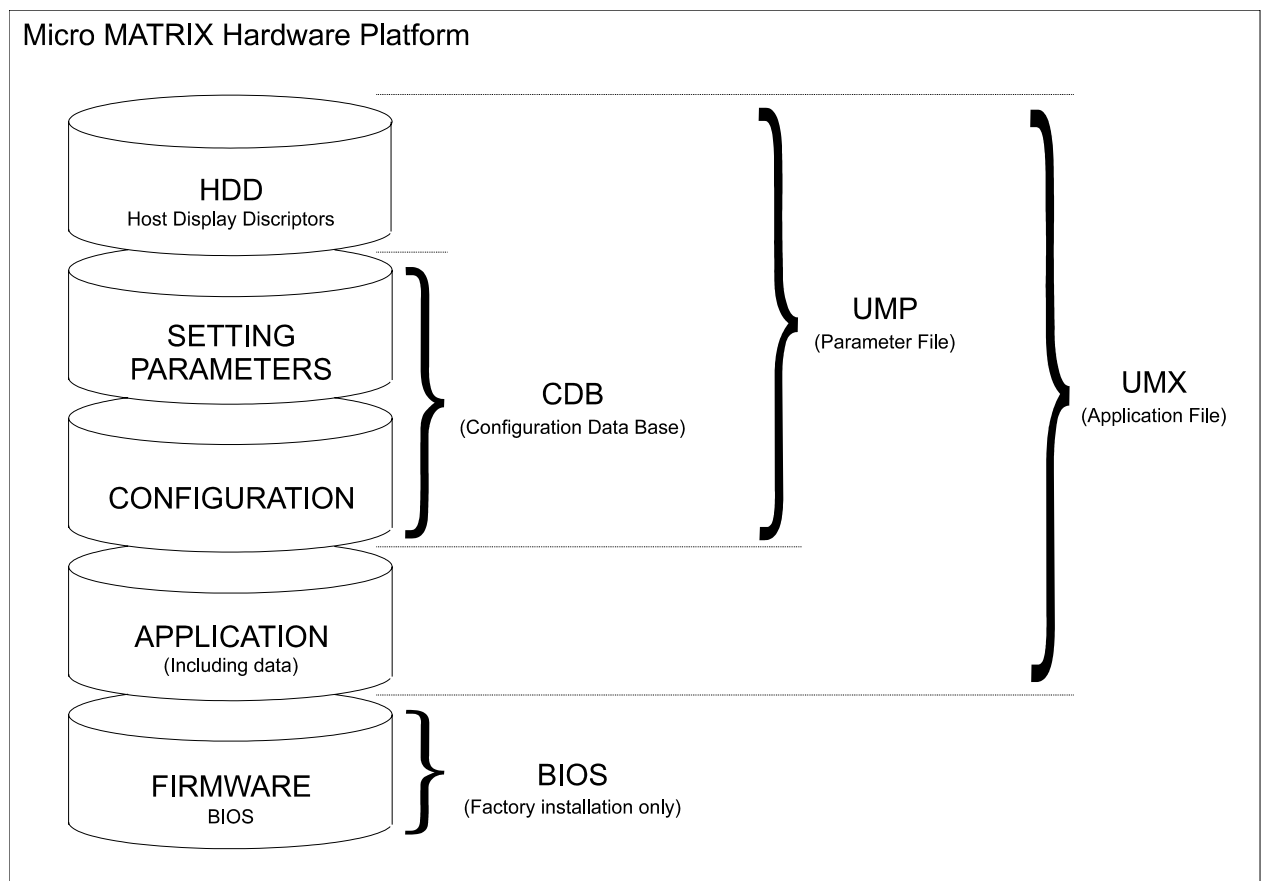 Micro MATRIX Hardware Platform
HDD
Host Display Discriptors
SETTING
PARAMETERS
CONFIGURATION
APPLICATION
(Including data)
FIRMWARE
BIOS
CDB
(Configuration Data Base)
UMP
(Parameter File)
UMX
(Application File)
BIOS
(Factory installation only)